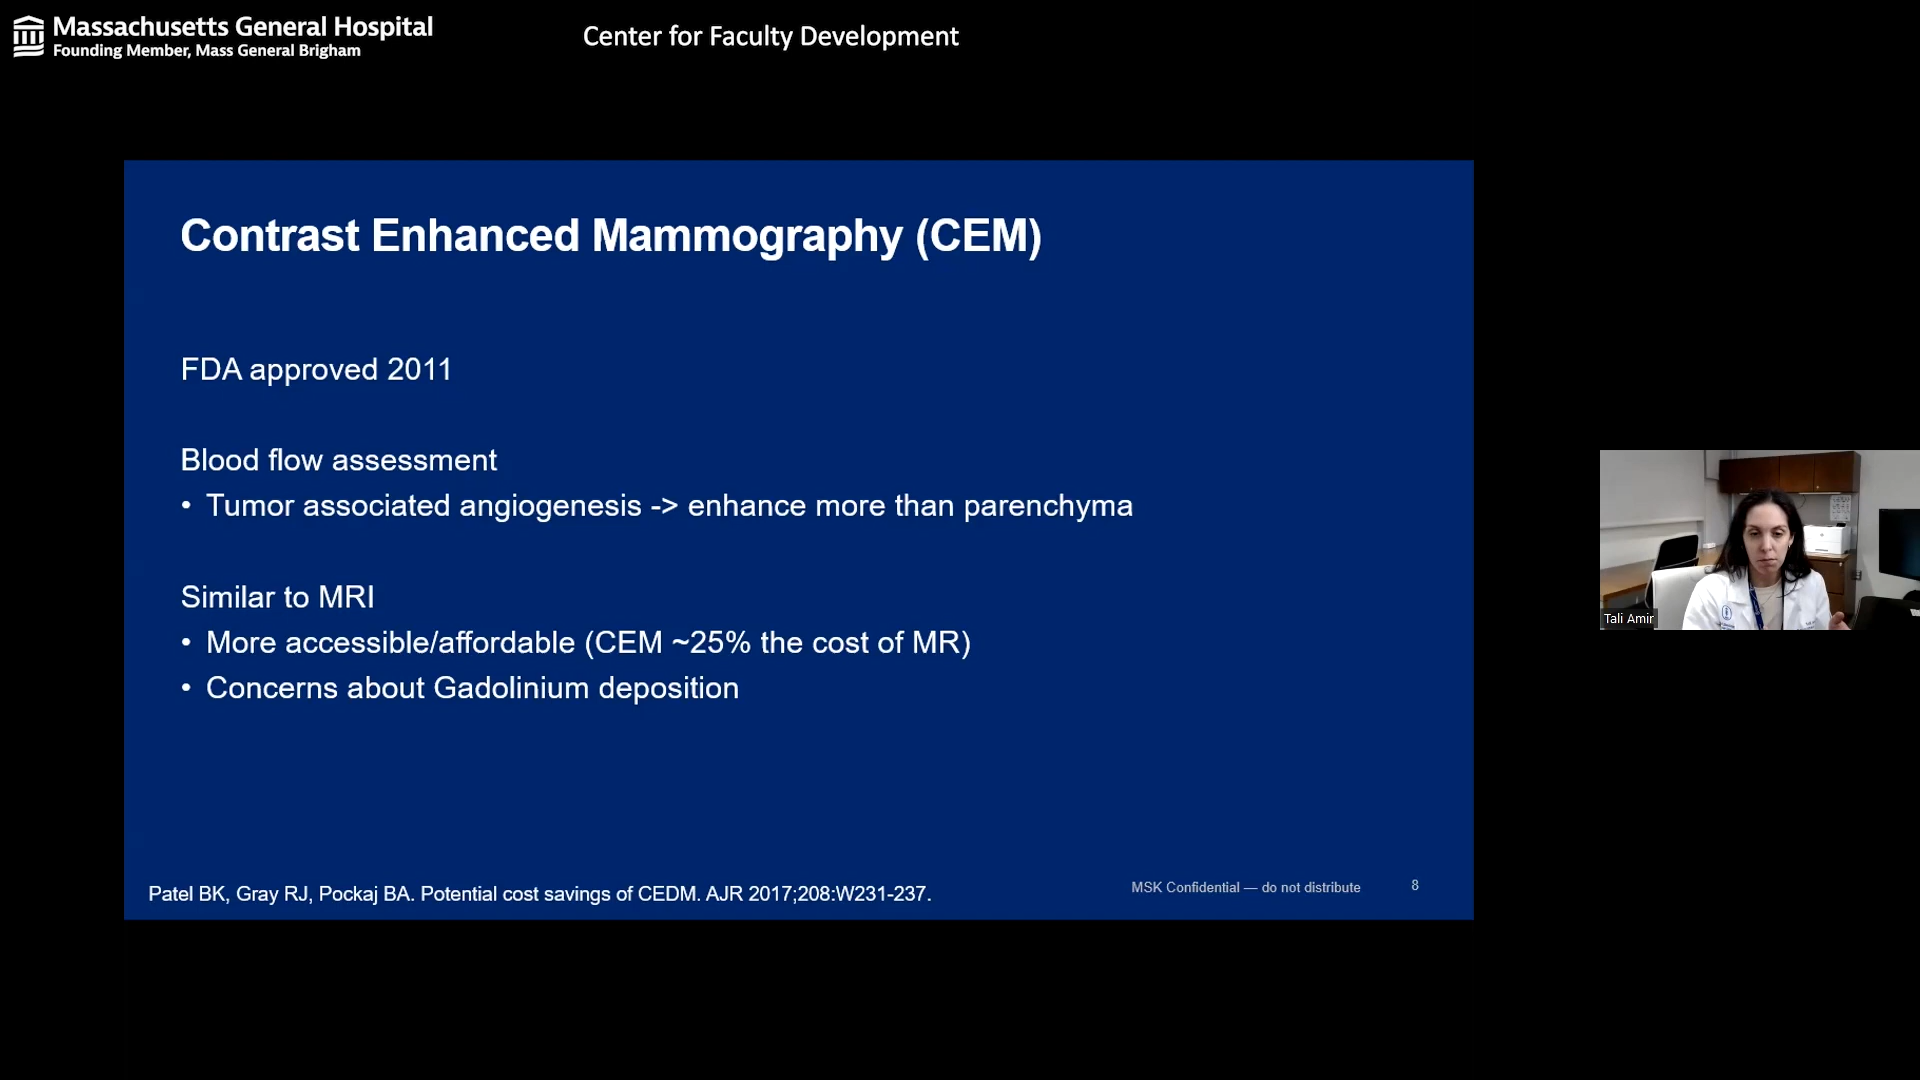 Massachusetts General Hospital
Founding Member, Mass General Brigham
Center for Faculty Development
Contrast Enhanced Mammography (CEM)
FDA approved 2011
Blood flow assessment
• Tumor associated angiogenesis -> enhance more than parenchyma
Similar to MRI
• More accessible/affordable (CEM ~25% the cost of MR)
• Concerns about Gadolinium deposition
Patel BK, Gray RJ, Pockaj BA. Potential cost savings of CEDM. AJR 2017;208:W231-237.
MSK Confidential — do not distribute
8
Tali Amir